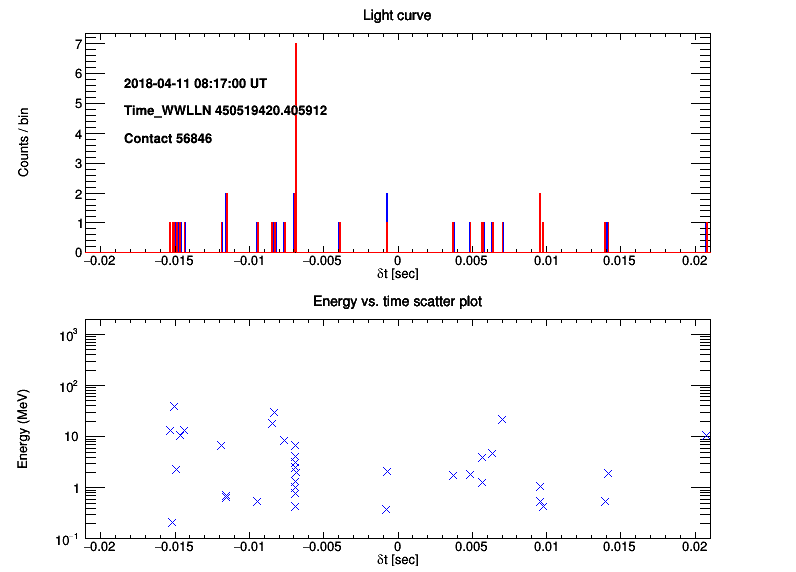 Light curve
Counts / bin
7
6
5
4
3
2
1
0
2018-04-11 08:17:00 UT
Time_WWLLN 450519420.405912
Contact 56846
−0.02 −0.015 −0.01 −0.005 0 0.005 0.01 0.015 0.02
δt [sec]
Energy vs. time scatter plot
Energy (MeV)
10³
10²
10
1
10⁻¹
−0.02 −0.015 −0.01 −0.005 0 0.005 0.01 0.015 0.02
δt [sec]